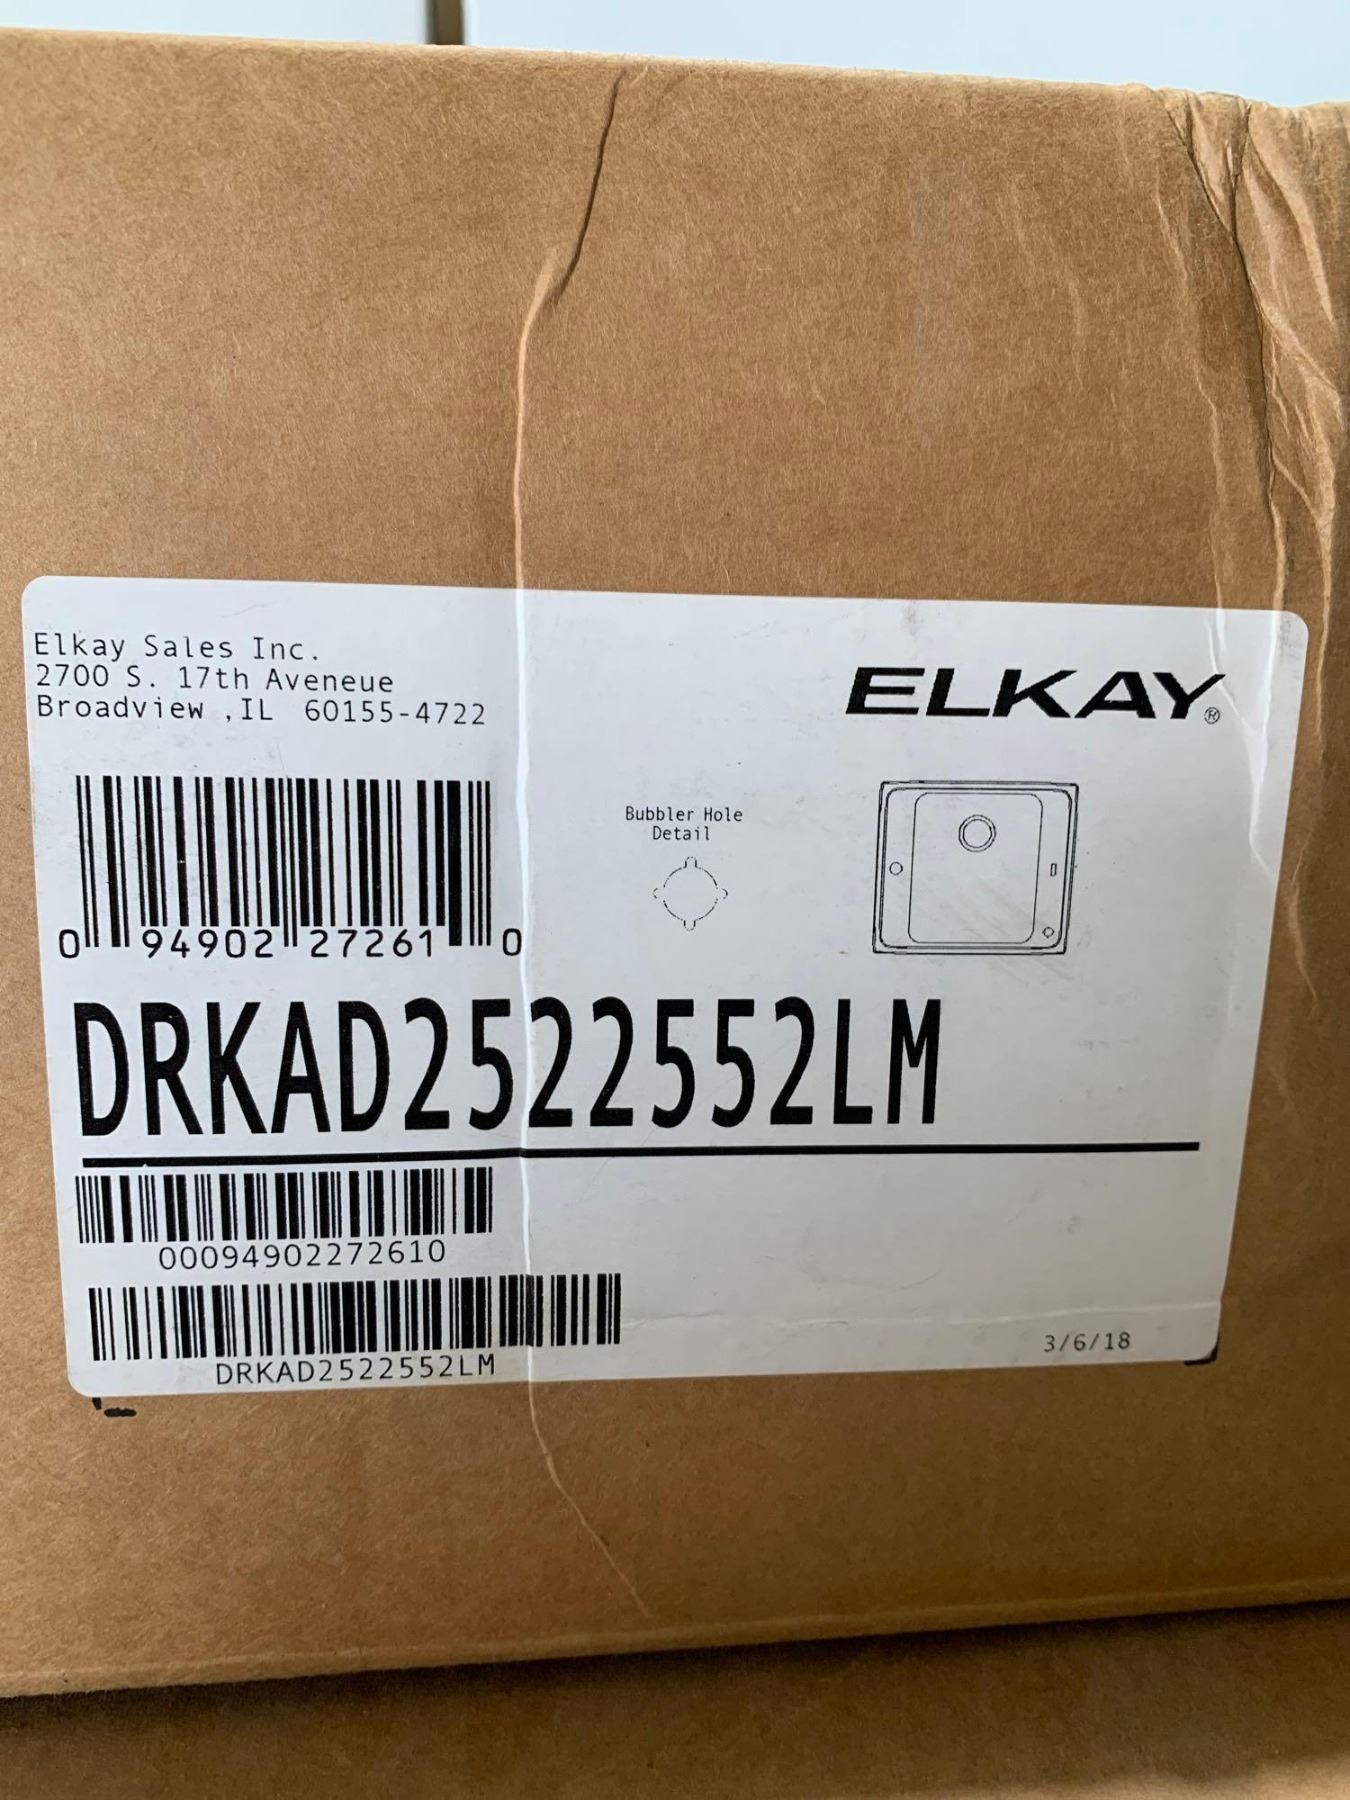 Elkay Sales Inc.
2700 S. 17th Aveneue
Broadview ,IL 60155-4722
ELKAY®
Bubbler Hole
Detail
0 94902 27261 0
DRKAD2522552LM
00094902272610
DRKAD2522552LM
3/6/18